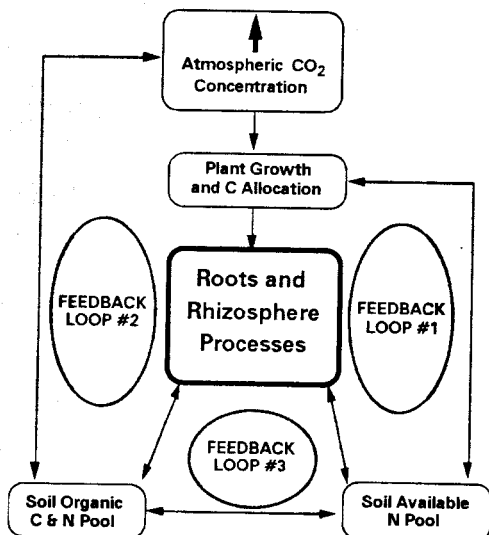 Atmospheric CO₂
Concentration
Plant Growth
and C Allocation
Roots and
Rhizosphere
Processes
FEEDBACK
LOOP #2
FEEDBACK
LOOP #1
FEEDBACK
LOOP #3
Soil Organic
C & N Pool
Soil Available
N Pool